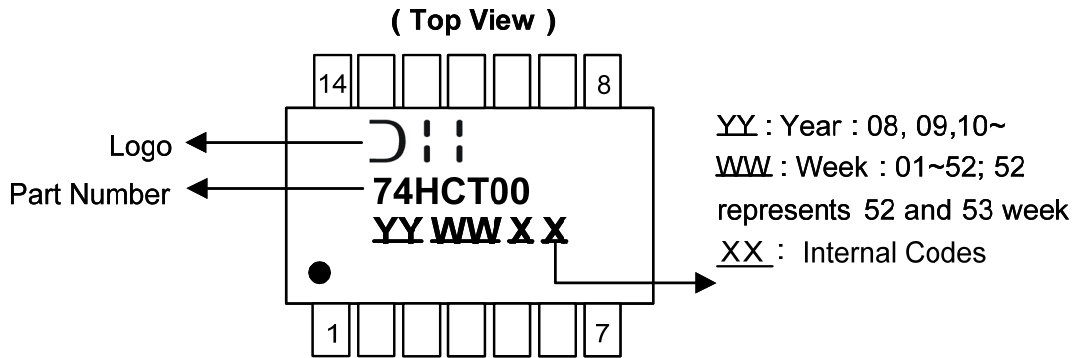 ( Top View )
14 8
Logo
Part Number
74HCT00
YY WW X X
1 7
YY : Year : 08, 09,10~
WW : Week : 01~52; 52
represents 52 and 53 week
XX : Internal Codes